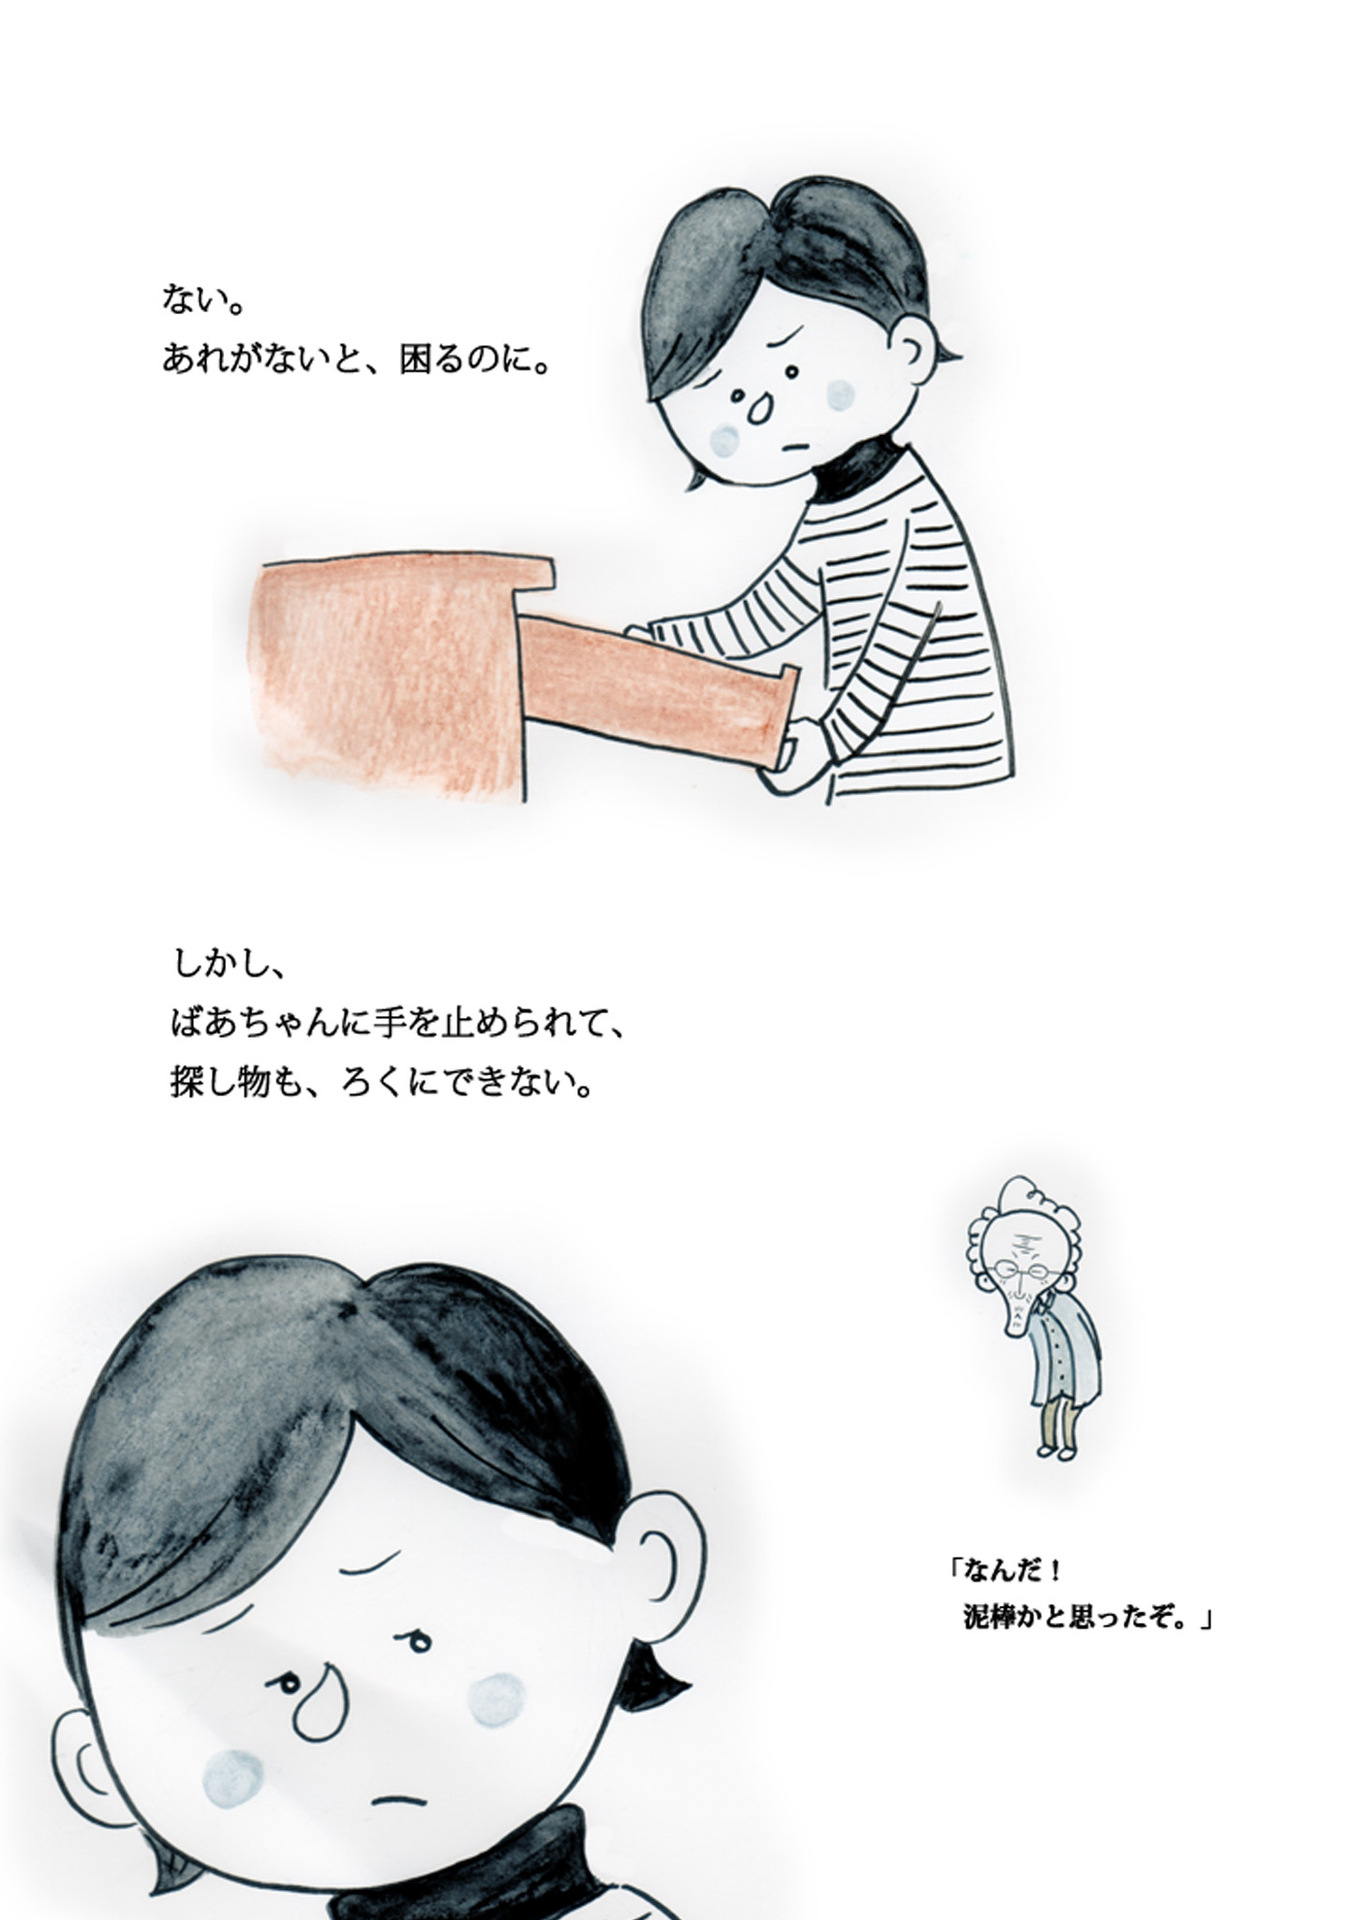 ない。
あれがないと、困るのに。
しかし、
ばあちゃんに手を止められて、
探し物も、ろくにできない。
「なんだ！
泥棒かと思ったぞ。」